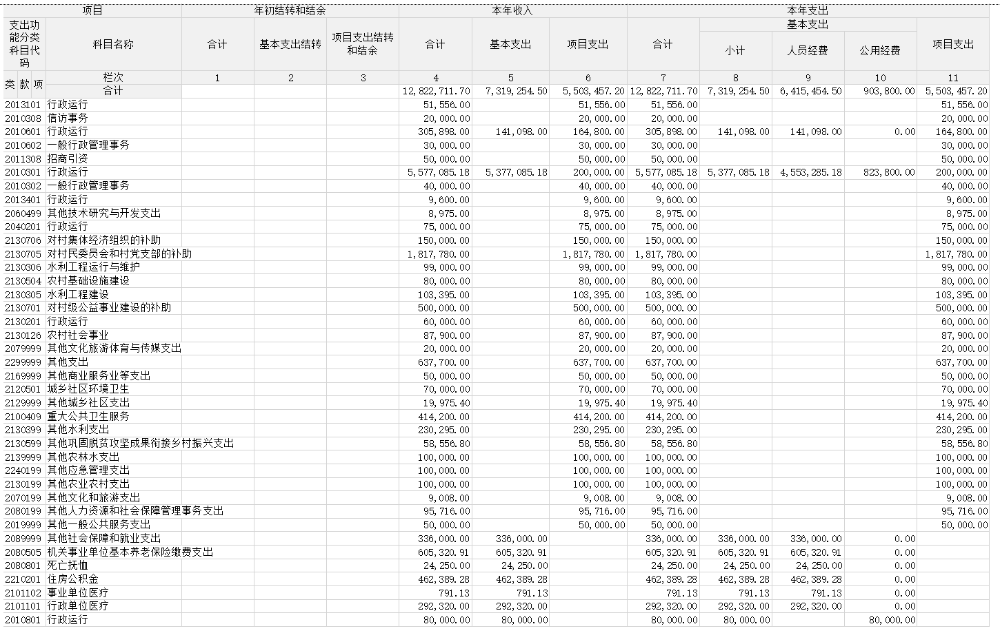 项目 年初结转和结余 本年收入 本年支出
支出功能分类科目代码 科目名称 合计 基本支出结转 项目支出结转和结余 合计 基本支出 项目支出 合计 基本支出 项目支出
小计 人员经费 公用经费
类 款 项 栏次 1 2 3 4 5 6 7 8 9 10 11
合计 12,822,711.70 7,319,254.50 5,503,457.20 12,822,711.70 7,319,254.50 6,415,454.50 903,800.00 5,503,457.20
2013101 行政运行 51,556.00 51,556.00 51,556.00 51,556.00
2010308 信访事务 20,000.00 20,000.00 20,000.00 20,000.00
2010601 行政运行 305,898.00 141,098.00 164,800.00 305,898.00 141,098.00 141,098.00 0.00 164,800.00
2010602 一般行政管理事务 30,000.00 30,000.00 30,000.00 30,000.00
2011308 招商引资 50,000.00 50,000.00 50,000.00 50,000.00
2010301 行政运行 5,577,085.18 5,377,085.18 200,000.00 5,577,085.18 5,377,085.18 4,553,285.18 823,800.00 200,000.00
2010302 一般行政管理事务 40,000.00 40,000.00 40,000.00 40,000.00
2013401 行政运行 9,600.00 9,600.00 9,600.00 9,600.00
2060499 其他技术研究与开发支出 8,975.00 8,975.00 8,975.00 8,975.00
2040201 行政运行 75,000.00 75,000.00 75,000.00 75,000.00
2130706 对村集体经济组织的补助 150,000.00 150,000.00 150,000.00 150,000.00
2130705 对村民委员会和村党支部的补助 1,817,780.00 1,817,780.00 1,817,780.00 1,817,780.00
2130306 水利工程运行与维护 99,000.00 99,000.00 99,000.00 99,000.00
2130504 农村基础设施建设 80,000.00 80,000.00 80,000.00 80,000.00
2130305 水利工程建设 103,395.00 103,395.00 103,395.00 103,395.00
2130701 对村级公益事业建设的补助 500,000.00 500,000.00 500,000.00 500,000.00
2130201 行政运行 60,000.00 60,000.00 60,000.00 60,000.00
2130126 农村社会事业 87,900.00 87,900.00 87,900.00 87,900.00
2079999 其他文化旅游体育与传媒支出 20,000.00 20,000.00 20,000.00 20,000.00
2299999 其他支出 637,700.00 637,700.00 637,700.00 637,700.00
2169999 其他商业服务业等支出 50,000.00 50,000.00 50,000.00 50,000.00
2120501 城乡社区环境卫生 70,000.00 70,000.00 70,000.00 70,000.00
2129999 其他城乡社区支出 19,975.40 19,975.40 19,975.40 19,975.40
2100409 重大公共卫生服务 414,200.00 414,200.00 414,200.00 414,200.00
2130399 其他水利支出 230,295.00 230,295.00 230,295.00 230,295.00
2130599 其他巩固脱贫攻坚成果衔接乡村振兴支出 58,556.80 58,556.80 58,556.80 58,556.80
2139999 其他农林水支出 100,000.00 100,000.00 100,000.00 100,000.00
2240199 其他应急管理支出 100,000.00 100,000.00 100,000.00 100,000.00
2130199 其他农业农村支出 100,000.00 100,000.00 100,000.00 100,000.00
2070199 其他文化和旅游支出 9,008.00 9,008.00 9,008.00 9,008.00
2080199 其他人力资源和社会保障管理事务支出 95,716.00 95,716.00 95,716.00 95,716.00
2019999 其他一般公共服务支出 50,000.00 50,000.00 50,000.00 50,000.00
2089999 其他社会保障和就业支出 336,000.00 336,000.00 336,000.00 336,000.00 336,000.00 0.00
2080505 机关事业单位基本养老保险缴费支出 605,320.91 605,320.91 605,320.91 605,320.91 605,320.91 0.00
2080801 死亡抚恤 24,250.00 24,250.00 24,250.00 24,250.00 24,250.00 0.00
2210201 住房公积金 462,389.28 462,389.28 462,389.28 462,389.28 462,389.28 0.00
2101102 事业单位医疗 791.13 791.13 791.13 791.13 791.13 0.00
2101101 行政单位医疗 292,320.00 292,320.00 292,320.00 292,320.00 292,320.00 0.00
2010801 行政运行 80,000.00 80,000.00 80,000.00 80,000.00 80,000.00